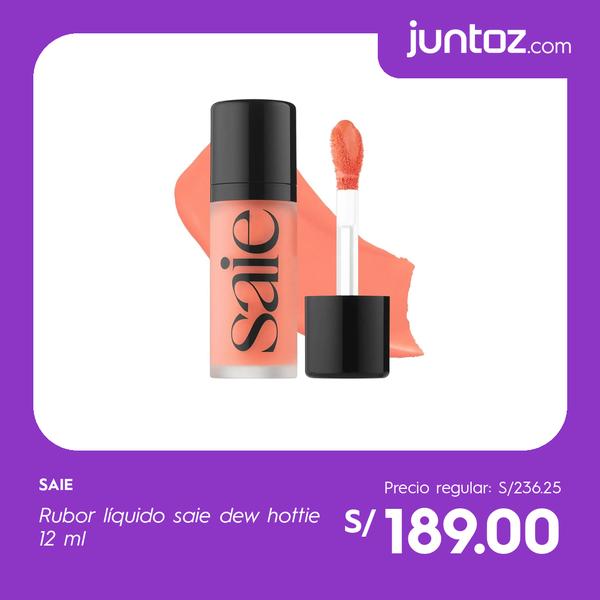 juntoz.com
saie
SAIE
Rubor líquido saie dew hottie
12 ml
Precio regular: S/236.25
S/189.00